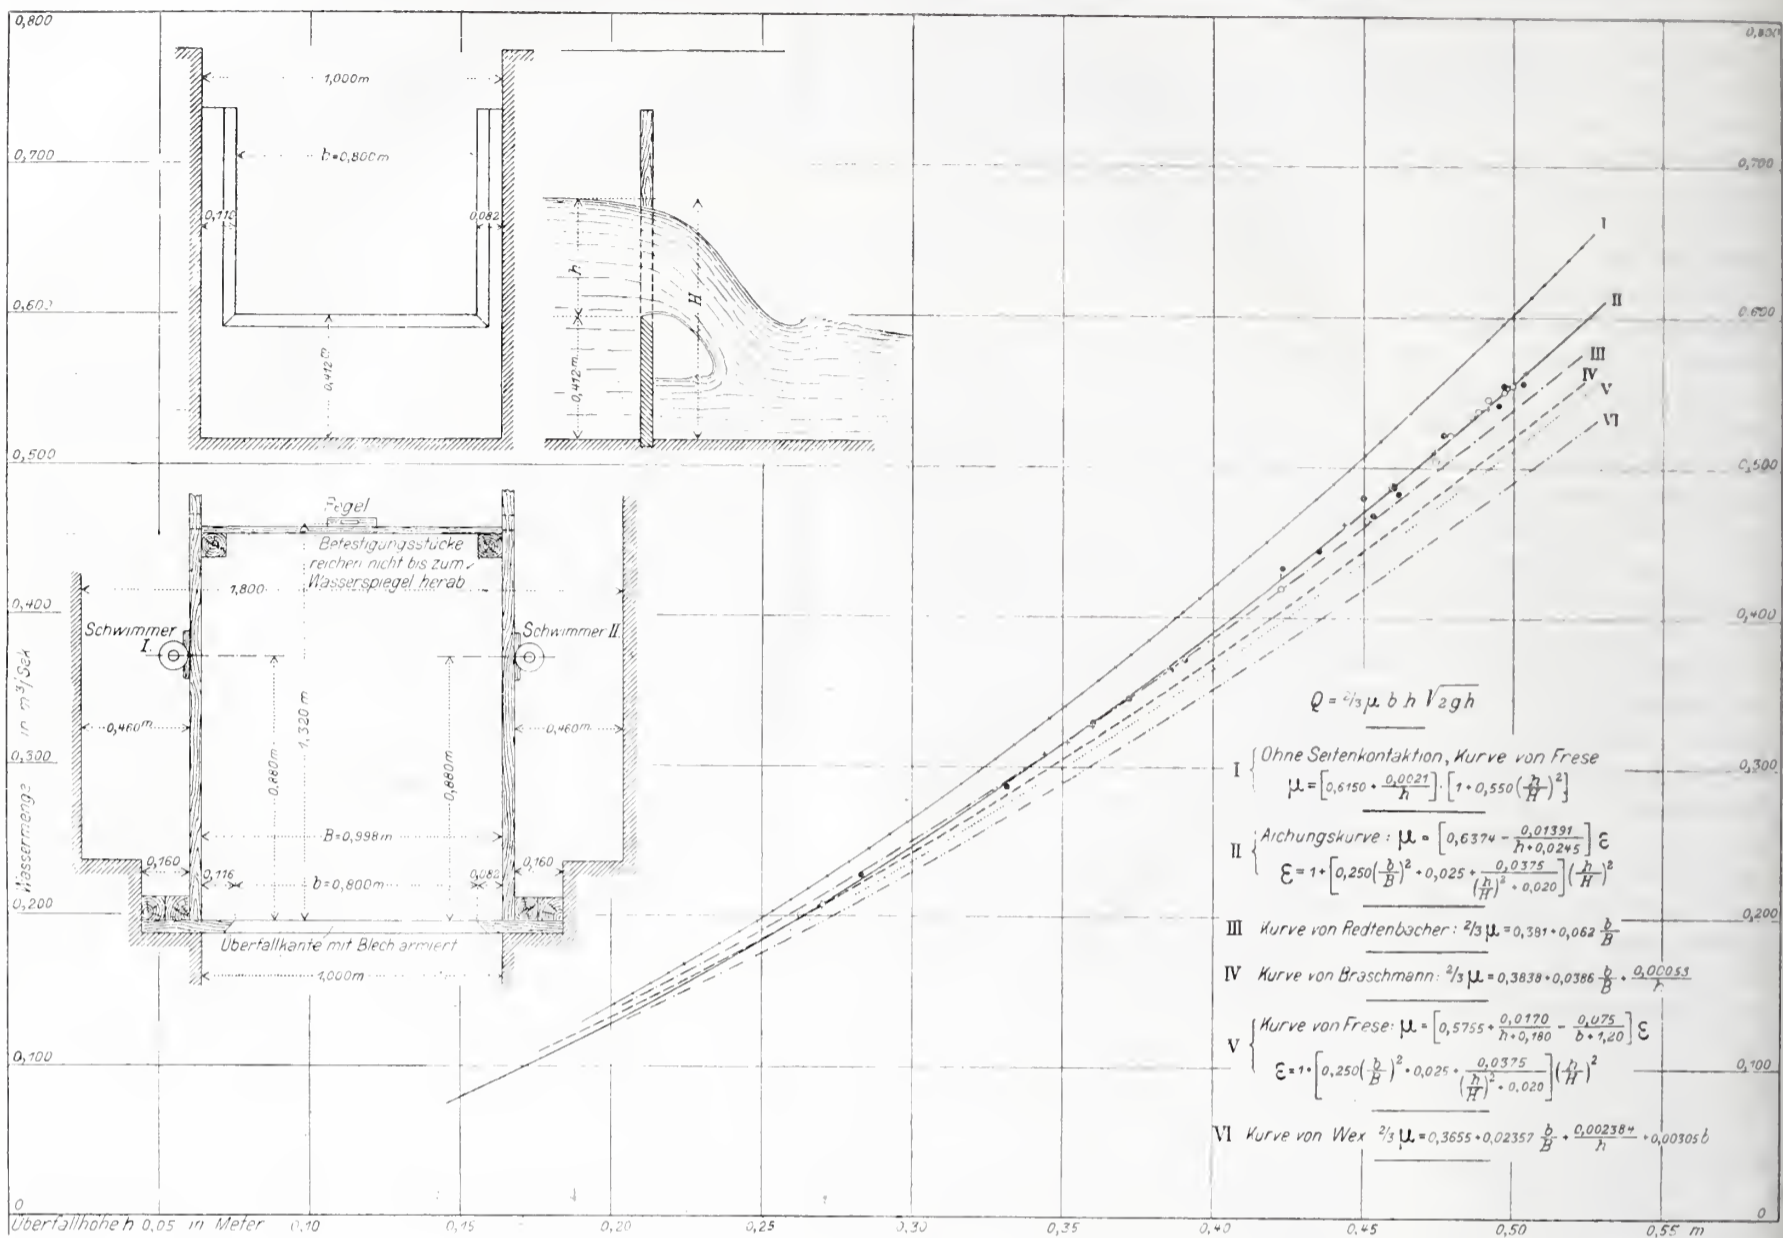 0,800
0,800
1,000m
0,700
b=0,800m
0,700
0,110
0,082
I
h
H
II
0,600
0,600
III
IV
V
VI
0,412m
0,412m
0,500
0,500
Pegel
Befestigungsstücke
reichen nicht bis zum
Wasserspiegel herab
1,800
0,400
0,400
Schwimmer
I.
Schwimmer II.
Wassermenge in m³/Sek
0,460m
0,880m
1,320m
0,880m
0,460m
Q = 2/3 μ b h √2gh
0,300
0,300
I Ohne Seitenkontaktion, Kurve von Frese
μ = [0,6150 + 0,0021/h] · [1 + 0,550 (h/H)²]
B=0,998m
II Aichungskurve: μ = [0,6374 - 0,01391/h+0,0245] ε
ε = 1 + [0,250(b/B)² + 0,025 + 0,0375/(h/H)² + 0,020] (h/H)²
0,160
0,116
b=0,800m
0,082
0,160
0,200
0,200
Überfallkante mit Blech armiert
1,000m
III Kurve von Redtenbacher: 2/3 μ = 0,381 + 0,062 b/B
IV Kurve von Braschmann: 2/3 μ = 0,3838 + 0,0386 b/B + 0,00053/h
V Kurve von Frese: μ = [0,5755 + 0,0170/h+0,180 - 0,075/b+1,20] ε
ε = 1 + [0,250(b/B)² + 0,025 + 0,0375/(h/H)² + 0,020] (h/H)²
0,100
0,100
VI Kurve von Wex 2/3 μ = 0,3655 + 0,02357 b/B + 0,002384/h + 0,00305 b
0
0
Überfallhöhe h 0,05 in Meter 0,10 0,15 0,20 0,25 0,30 0,35 0,40 0,45 0,50 0,55 m